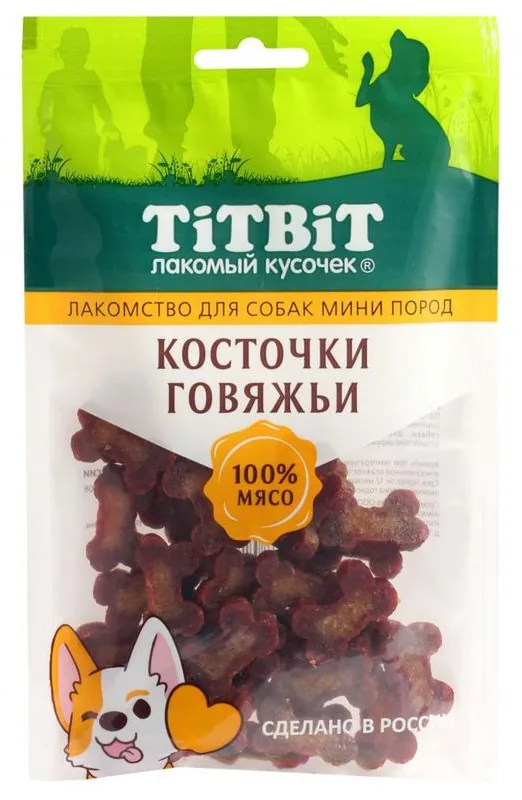 TiTBiT
лакомый кусочек®
ЛАКОМСТВО ДЛЯ СОБАК МИНИ ПОРОД
КОСТОЧКИ
ГОВЯЖЬИ
100%
МЯСО
СДЕЛАНО В РОССИИ